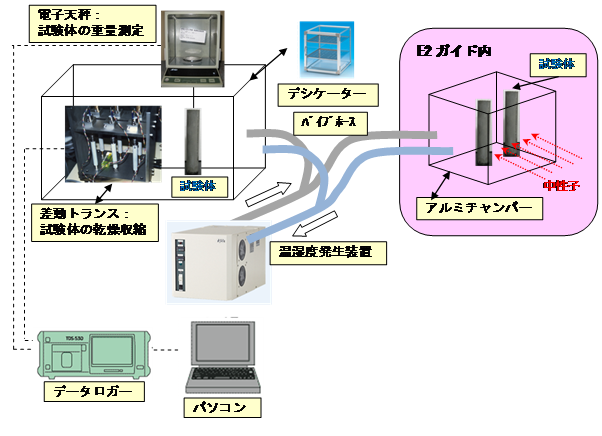 電子天秤：
試験体の重量測定
デシケーター
E2 ガイド内
試験体
ﾊﾟｲﾌﾟﾎｰｽ
試験体
中性子
アルミチャンバー
差動トランス：
試験体の乾燥収縮
温湿度発生装置
TDS-530
データロガー
パソコン